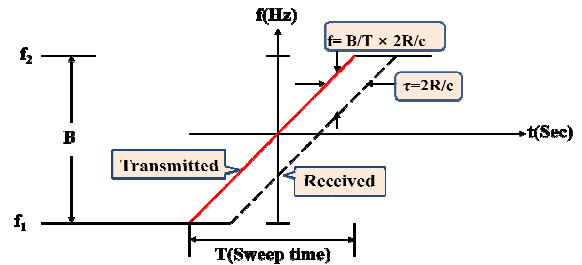 f(Hz)
f= B/T × 2R/c
f₂
τ=2R/c
B
t(Sec)
Transmitted
Received
f₁
T(Sweep time)